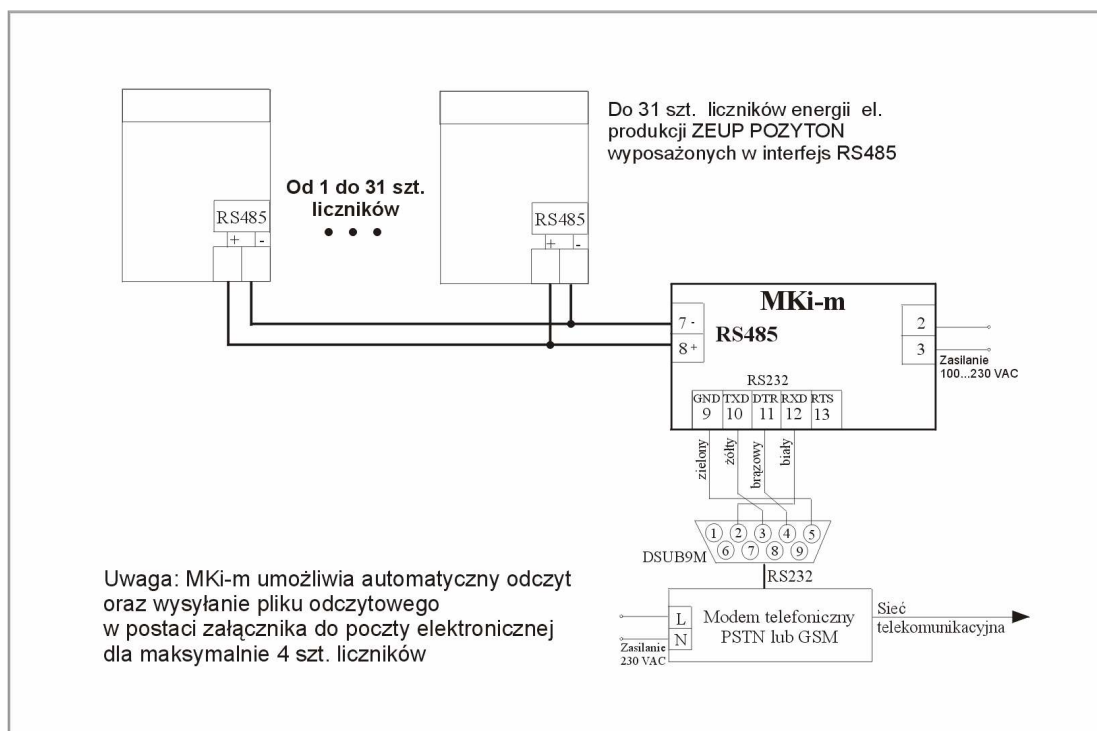 Do 31 szt. liczników energii el.
produkcji ZEUP POZYTON
wyposażonych w interfejs RS485
Od 1 do 31 szt.
liczników
RS485
+ -
RS485
+ -
MKi-m
7 -
8 +
RS485
2
3
Zasilanie
100...230 VAC
RS232
GND TXD DTR RXD RTS
9 10 11 12 13
zielony
żółty
brązowy
biały
1 2 3 4 5
6 7 8 9
DSUB9M
RS232
L
N
Zasilanie
230 VAC
Modem telefoniczny
PSTN lub GSM
Sieć
telekomunikacyjna
Uwaga: MKi-m umożliwia automatyczny odczyt
oraz wysyłanie pliku odczytowego
w postaci załącznika do poczty elektronicznej
dla maksymalnie 4 szt. liczników